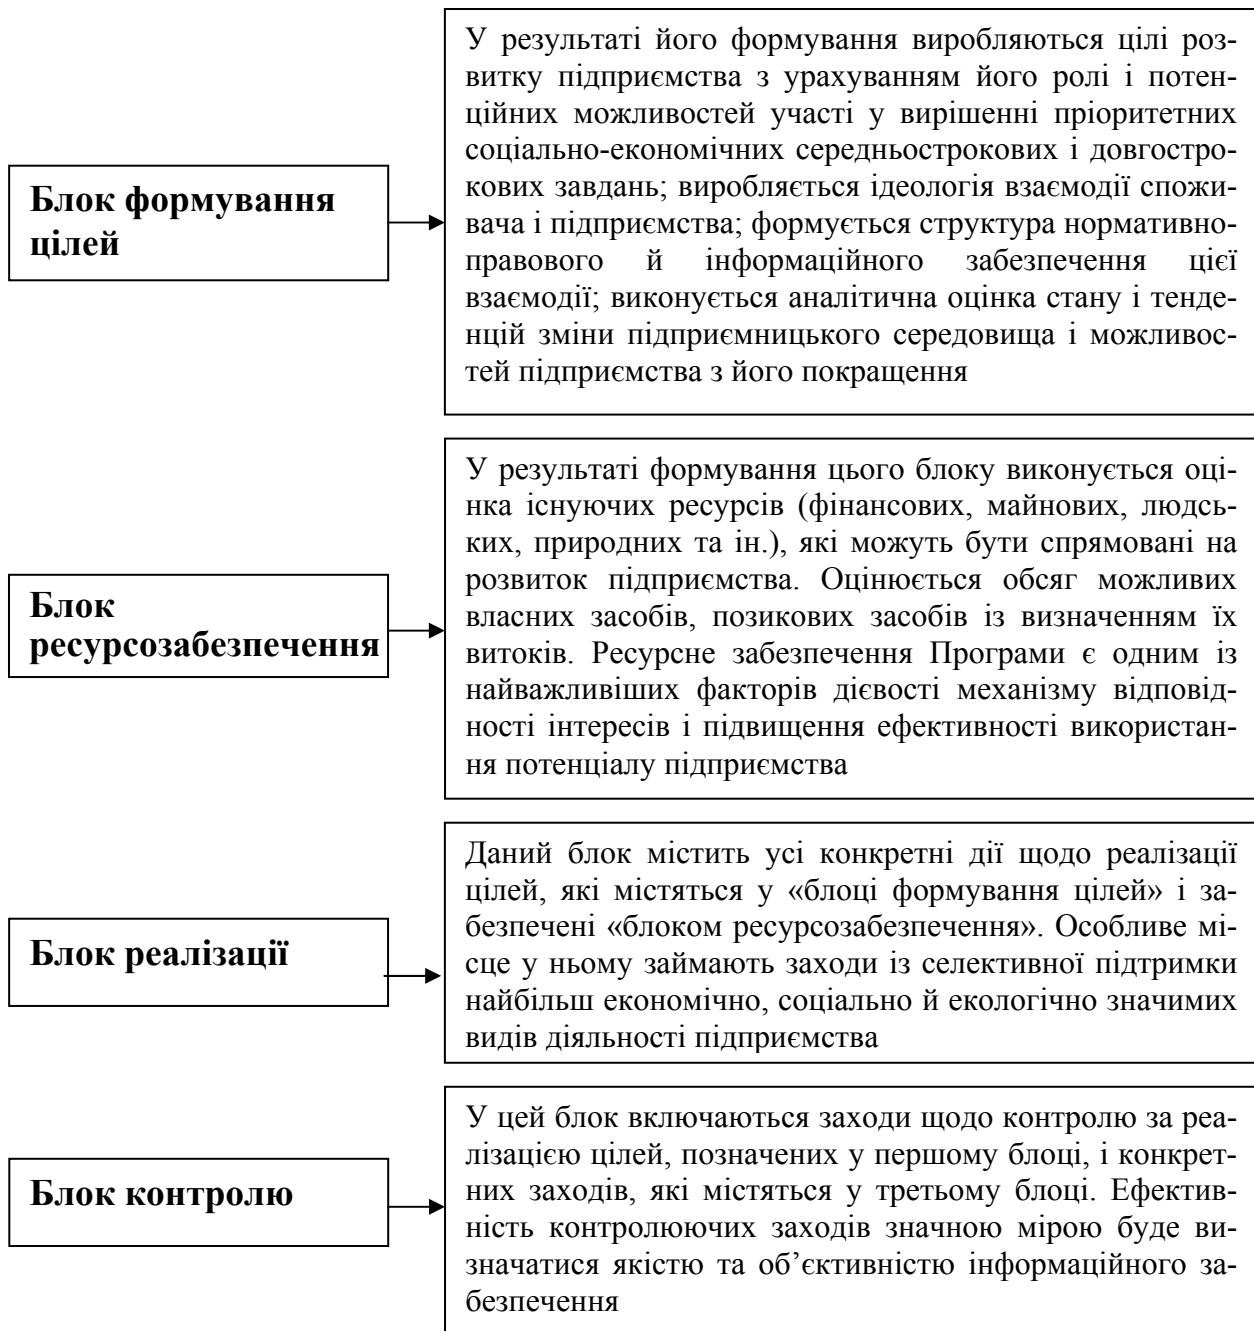 У результаті його формування виробляються цілі роз-
витку підприємства з урахуванням його ролі і потен-
ційних можливостей участі у вирішенні пріоритетних
соціально-економічних середньострокових і довгостро-
кових завдань; виробляється ідеологія взаємодії спожи-
вача і підприємства; формується структура нормативно-
правового й інформаційного забезпечення цієї
взаємодії; виконується аналітична оцінка стану і тенде-
нцій зміни підприємницького середовища і можливос-
тей підприємства з його покращення
Блок формування
цілей
У результаті формування цього блоку виконується оці-
нка існуючих ресурсів (фінансових, майнових, людсь-
ких, природних та ін.), які можуть бути спрямовані на
розвиток підприємства. Оцінюється обсяг можливих
власних засобів, позикових засобів із визначенням їх
витоків. Ресурсне забезпечення Програми є одним із
найважливіших факторів дієвості механізму відповід-
ності інтересів і підвищення ефективності використан-
ня потенціалу підприємства
Блок
ресурсозабезпечення
Даний блок містить усі конкретні дії щодо реалізації
цілей, які містяться у «блоці формування цілей» і за-
безпечені «блоком ресурсозабезпечення». Особливе мі-
сце у ньому займають заходи із селективної підтримки
найбільш економічно, соціально й екологічно значимих
видів діяльності підприємства
Блок реалізації
У цей блок включаються заходи щодо контролю за реа-
лізацією цілей, позначених у першому блоці, і конкрет-
них заходів, які містяться у третьому блоці. Ефектив-
ність контролюючих заходів значною мірою буде ви-
значатися якістю та об’єктивністю інформаційного за-
безпечення
Блок контролю